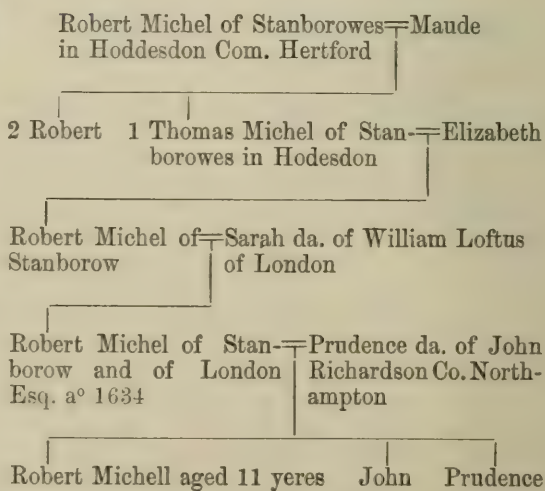 Robert Michel of Stanborowes Maude
in Hoddesdon Com. Hertford
2 Robert 1 Thomas Michel of Stan- Elizabeth
borowes in Hodesdon
Robert Michel of Sarah da. of William Loftus
Stanborow of London
Robert Michel of Stan- Prudence da. of John
borow and of London Richardson Co. North-
Esq. aº 1634 ampton
Robert Michell aged 11 yeres John Prudence